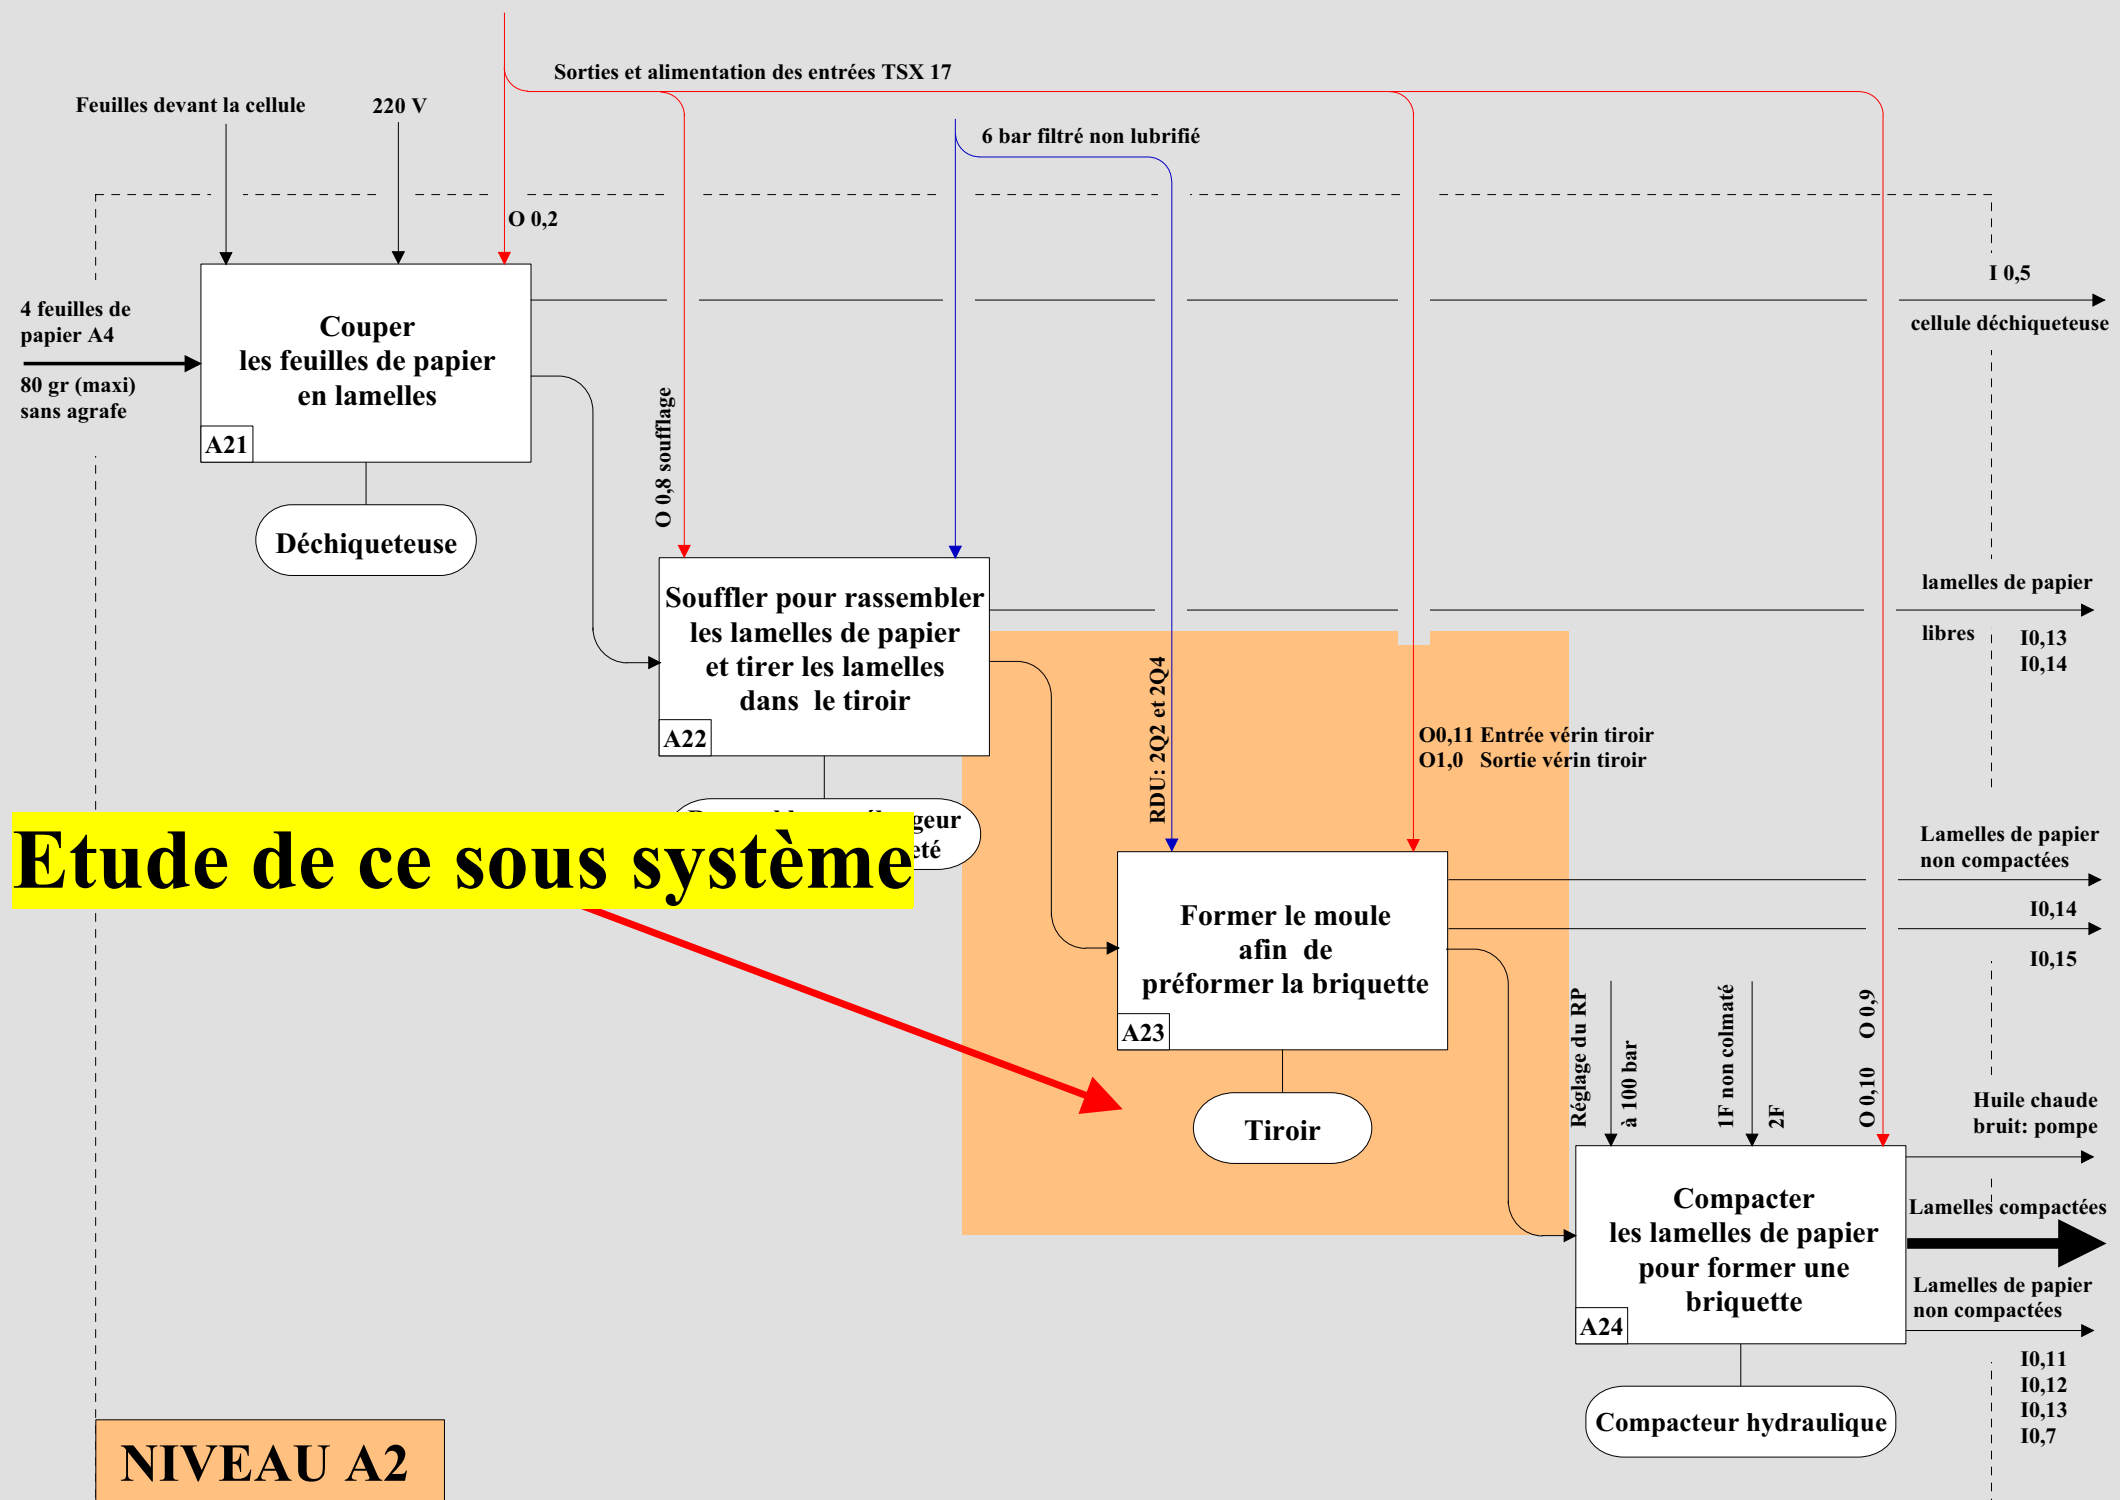 Sorties et alimentation des entrées TSX 17
Feuilles devant la cellule
220 V
6 bar filtré non lubrifié
O 0,2
I 0,5
cellule déchiqueteuse
4 feuilles de
papier A4
80 gr (maxi)
sans agrafe
Couper
les feuilles de papier
en lamelles
A21
Déchiqueteuse
O 0,8 soufflage
Souffler pour rassembler
les lamelles de papier
et tirer les lamelles
dans le tiroir
A22
lamelles de papier
libres
I0,13
I0,14
RDU: 2Q2 et 2Q4
O0,11 Entrée vérin tiroir
O1,0 Sortie vérin tiroir
Etude de ce sous système
Former le moule
afin de
préformer la briquette
A23
Tiroir
Lamelles de papier
non compactées
I0,14
I0,15
Réglage du RP
à 100 bar
1F non colmaté
2F
O 0,10 O 0,9
Huile chaude
bruit: pompe
Compacter
les lamelles de papier
pour former une
briquette
A24
Compacteur hydraulique
Lamelles compactées
Lamelles de papier
non compactées
I0,11
I0,12
I0,13
I0,7
NIVEAU A2